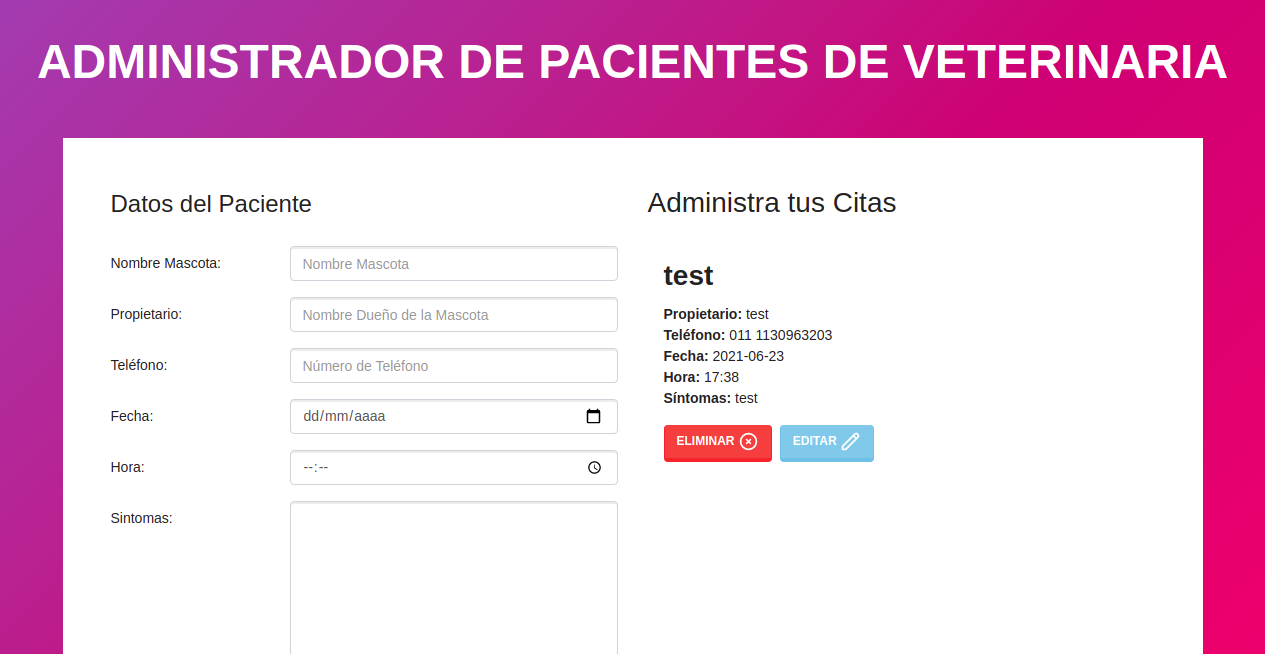 ADMINISTRADOR DE PACIENTES DE VETERINARIA
Datos del Paciente
Nombre Mascota:
Nombre Mascota
Propietario:
Nombre Dueño de la Mascota
Teléfono:
Número de Teléfono
Fecha:
dd/mm/aaaa
Hora:
--:--
Sintomas:
Administra tus Citas
test
Propietario: test
Teléfono: 011 1130963203
Fecha: 2021-06-23
Hora: 17:38
Síntomas: test
ELIMINAR
EDITAR